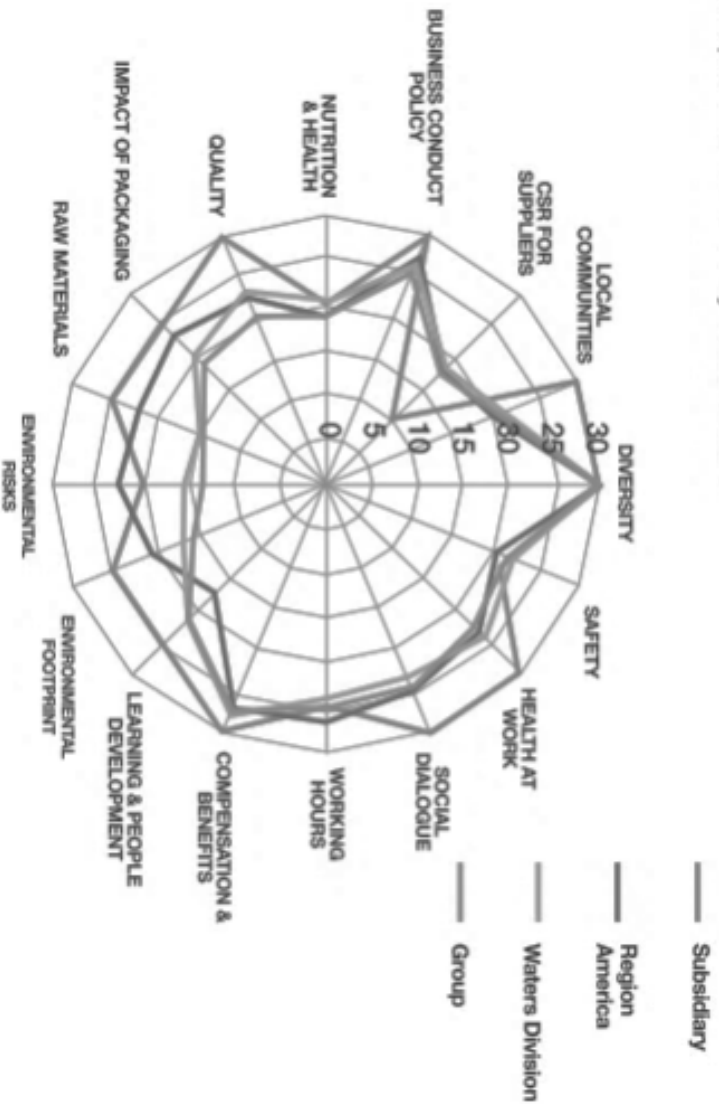 DIVERSITY
SAFETY
HEALTH AT
WORK
SOCIAL
DIALOGUE
WORKING
HOURS
COMPENSATION &
BENEFITS
LEARNING & PEOPLE
DEVELOPMENT
ENVIRONMENTAL
FOOTPRINT
ENVIRONMENTAL
RISKS
RAW MATERIALS
IMPACT OF PACKAGING
QUALITY
NUTRITION
& HEALTH
BUSINESS CONDUCT
POLICY
CSR FOR
SUPPLIERS
LOCAL
COMMUNITIES
30
25
20
15
10
5
0
Subsidiary
Region
America
Waters Division
Group